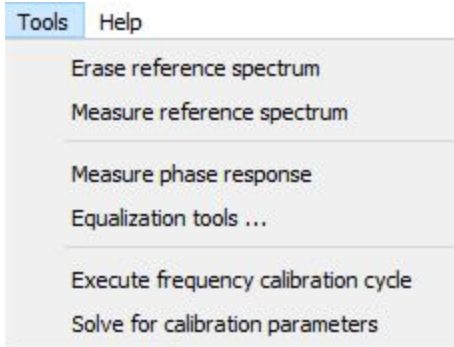 Tools Help
Erase reference spectrum
Measure reference spectrum
Measure phase response
Equalization tools ...
Execute frequency calibration cycle
Solve for calibration parameters